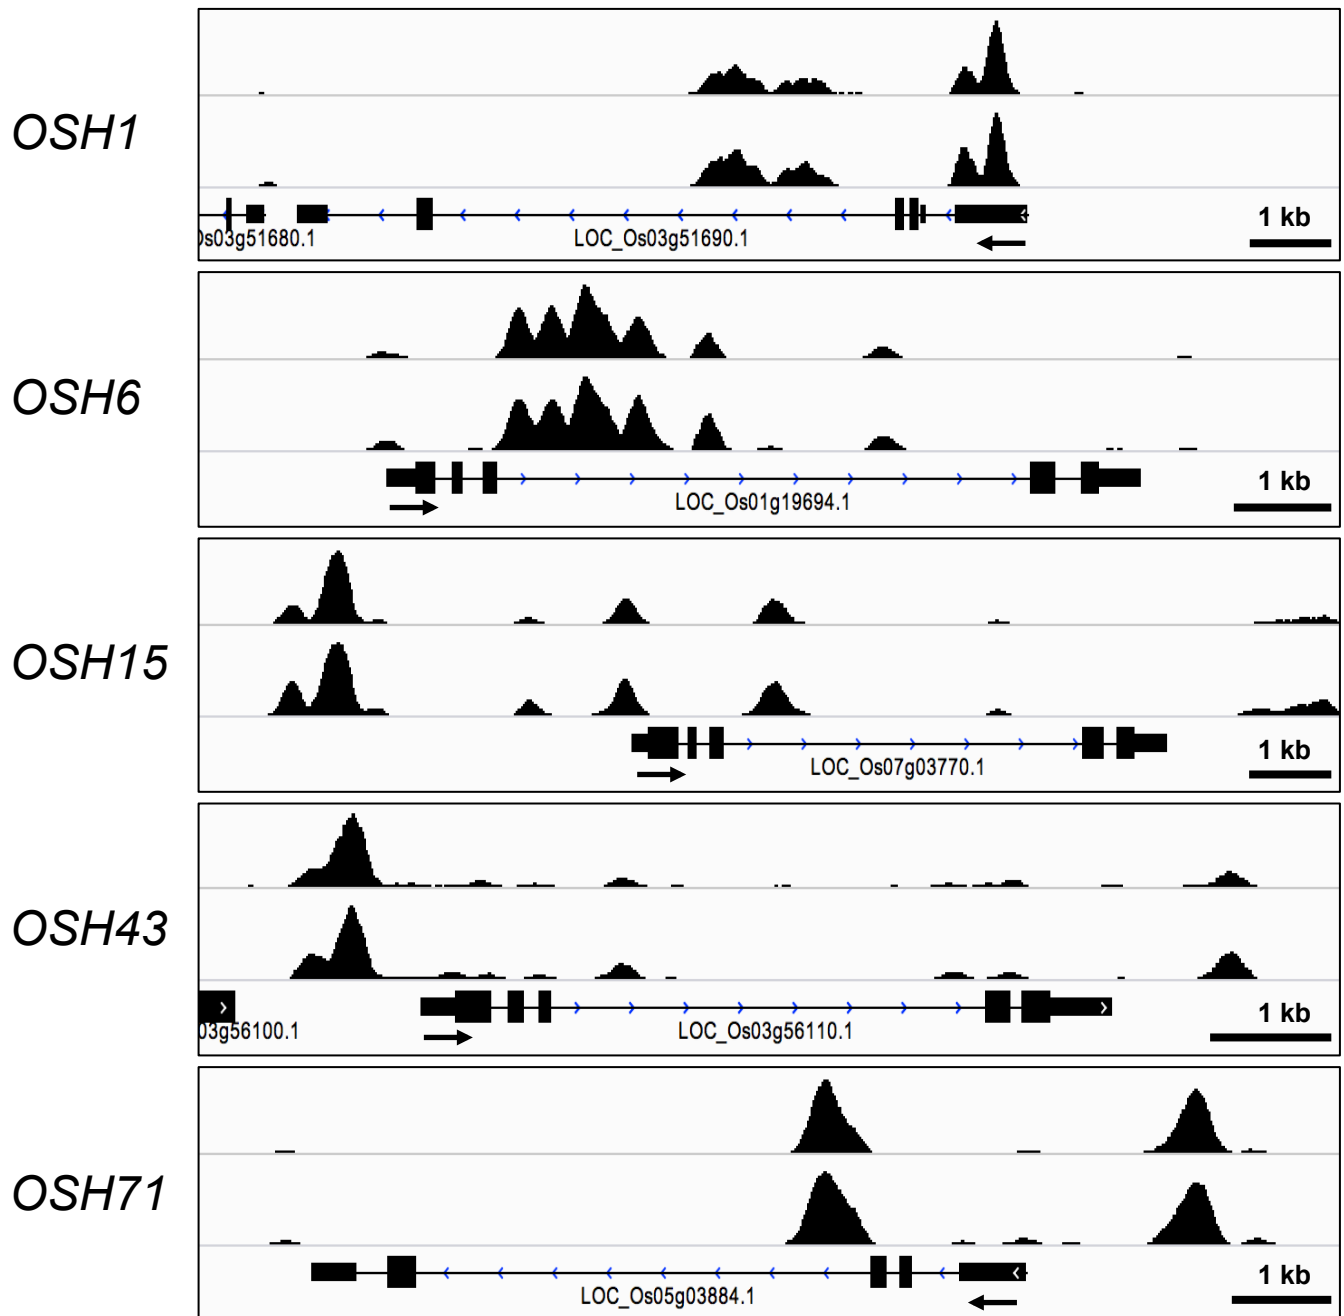 OSH1
Os03g51680.1
LOC_Os03g51690.1
1 kb
OSH6
LOC_Os01g19694.1
1 kb
OSH15
LOC_Os07g03770.1
1 kb
OSH43
03g56100.1
LOC_Os03g56110.1
1 kb
OSH71
LOC_Os05g03884.1
1 kb